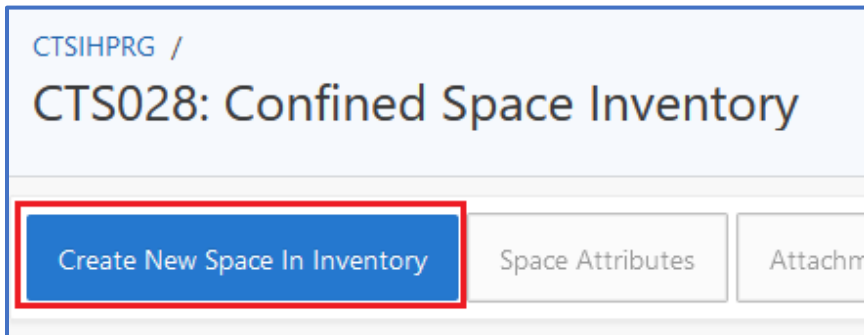 CTSIHPRG /
CTS028: Confined Space Inventory
Create New Space In Inventory Space Attributes